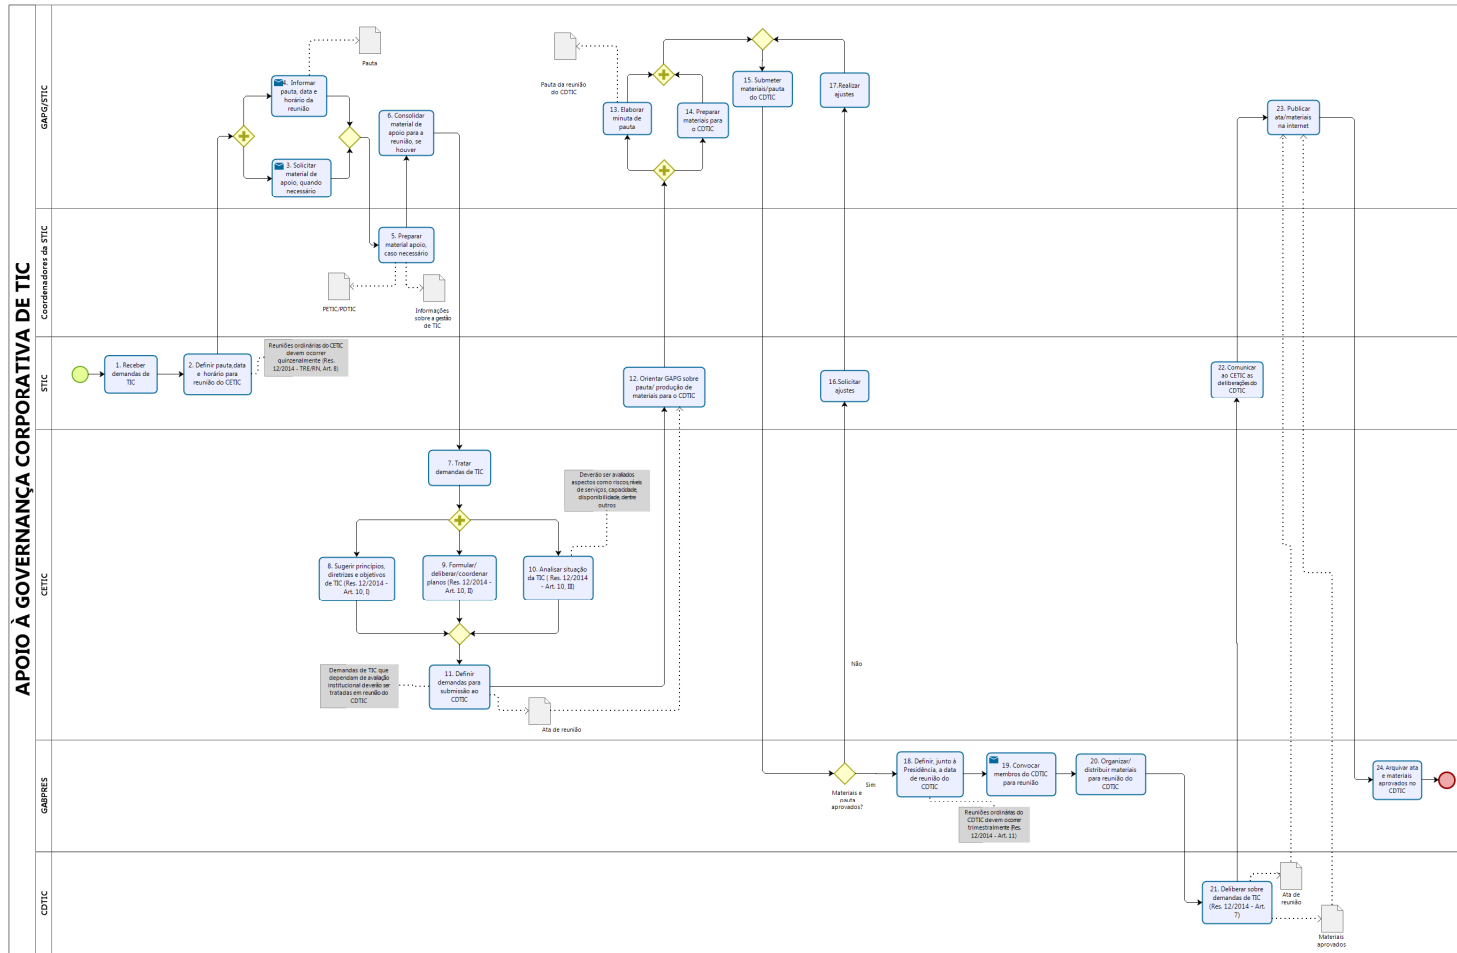 APOIO À GOVERNANÇA CORPORATIVA DE TIC
GAPG/STIC
Pauta
4. Informar
pauta, data e
horário da
reunião
3. Solicitar
material de
apoio, quando
necessário
6. Consolidar
material de
apoio para a
reunião, se
houver
Pauta da reunião
do CDTIC
13. Elaborar
minuta de
pauta
14. Preparar
materiais para
o CDTIC
15. Submeter
materiais/pauta
do CDTIC
17.Realizar
ajustes
23. Publicar
ata/materiais
na internet
Coordenadores da STIC
5. Preparar
material apoio,
caso necessário
PETIC/PDTIC
Informações
sobre a gestão
de TIC
STIC
1. Receber
demandas de
TIC
2. Definir pauta,data
e horário para
reunião do CETIC
Reuniões ordinárias do CETIC
devem ocorrer
quinzenalmente (Res.
12/2014 - TRE/RN, Art. 8)
12. Orientar GAPG sobre
pauta/ produção de
materiais para o CDTIC
16.Solicitar
ajustes
22. Comunicar
ao CETIC as
deliberações do
CDTIC
CETIC
7. Tratar
demandas de TIC
Deverão ser avaliados
aspectos como riscos,níveis
de serviços, capacidade,
disponibilidade, dentre
outros
8. Sugerir princípios,
diretrizes e objetivos
de TIC (Res. 12/2014 -
Art. 10, I)
9. Formular/
deliberar/coordenar
planos (Res. 12/2014 -
Art. 10, II)
10. Analisar situação
da TIC ( Res. 12/2014
- Art. 10, III)
Demandas de TIC que
dependam de avaliação
institucional deverão ser
tratadas em reunião do
CDTIC
11. Definir
demandas para
submissão ao
CDTIC
Ata de reunião
Não
GABPRES
Materiais e
pauta
aprovados?
Sim
18. Definir, junto à
Presidência, a data
de reunião do
CDTIC
19. Convocar
membros do CDTIC
para reunião
20. Organizar/
distribuir materiais
para reunião do CDTIC
Reuniões ordinárias do
CDTIC devem ocorrer
trimestralmente (Res.
12/2014 - Art. 11)
24. Arquivar ata
e materiais
aprovados no
CDTIC
CDTIC
21. Deliberar sobre
demandas de TIC
(Res. 12/2014 - Art.
7)
Ata de
reunião
Materiais
aprovados